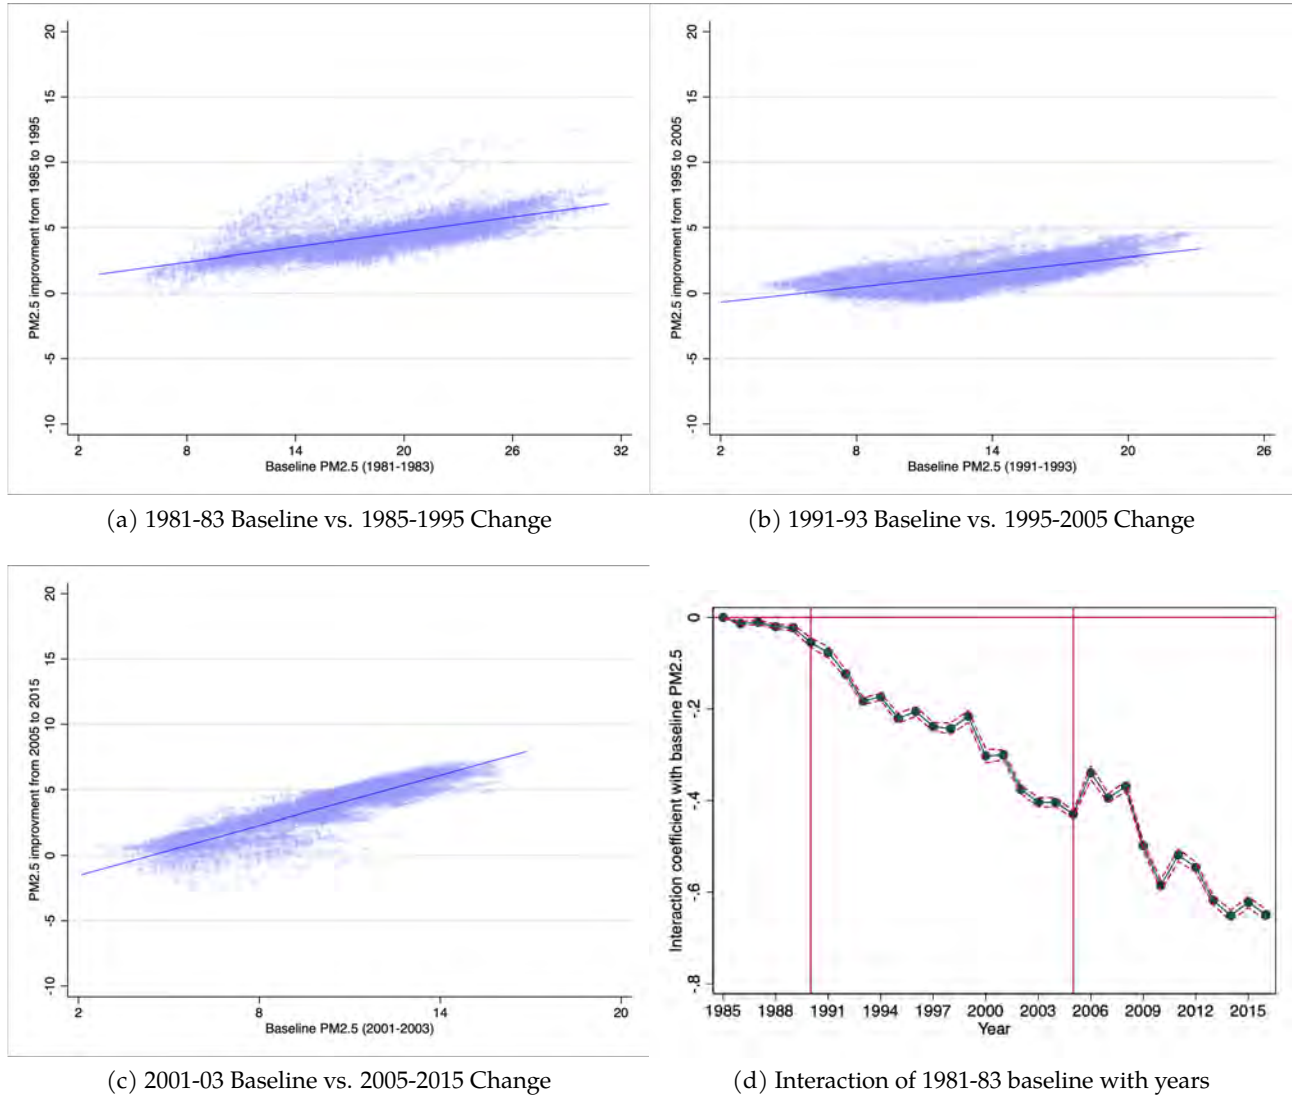 20
15
10
5
0
-5
-10
PM2.5 improvment from 1985 to 1995
2 8 14 20 26 32
Baseline PM2.5 (1981-1983)
(a) 1981-83 Baseline vs. 1985-1995 Change
20
15
10
5
0
-5
-10
PM2.5 improvment from 1995 to 2005
2 8 14 20 26
Baseline PM2.5 (1991-1993)
(b) 1991-93 Baseline vs. 1995-2005 Change
20
15
10
5
0
-5
-10
PM2.5 improvment from 2005 to 2015
2 8 14 20
Baseline PM2.5 (2001-2003)
(c) 2001-03 Baseline vs. 2005-2015 Change
0
-.2
-.4
-.6
-.8
Interaction coefficient with baseline PM2.5
1985 1988 1991 1994 1997 2000 2003 2006 2009 2012 2015
Year
(d) Interaction of 1981-83 baseline with years